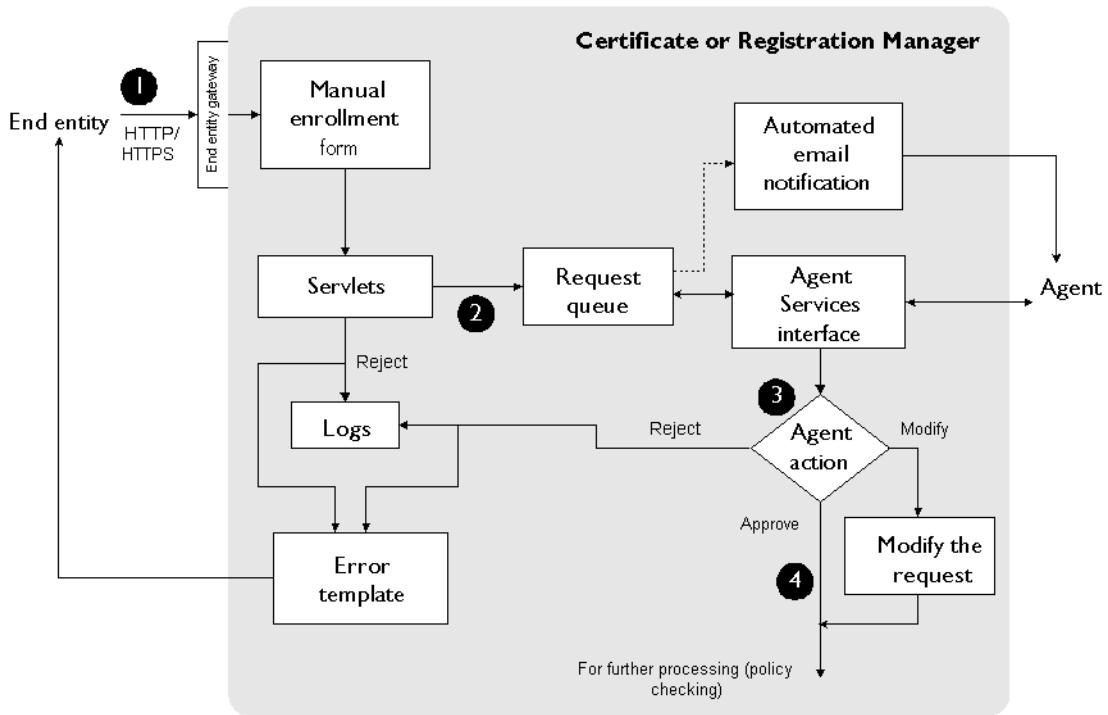 Certificate or Registration Manager
1
End entity
HTTP/
HTTPS
End entity gateway
Manual
enrollment
form
Automated
email
notification
Servlets
2
Request
queue
Agent
Services
interface
Agent
Reject
Logs
3
Reject
Agent
action
Modify
Approve
4
Modify the
request
Error
template
For further processing (policy
checking)